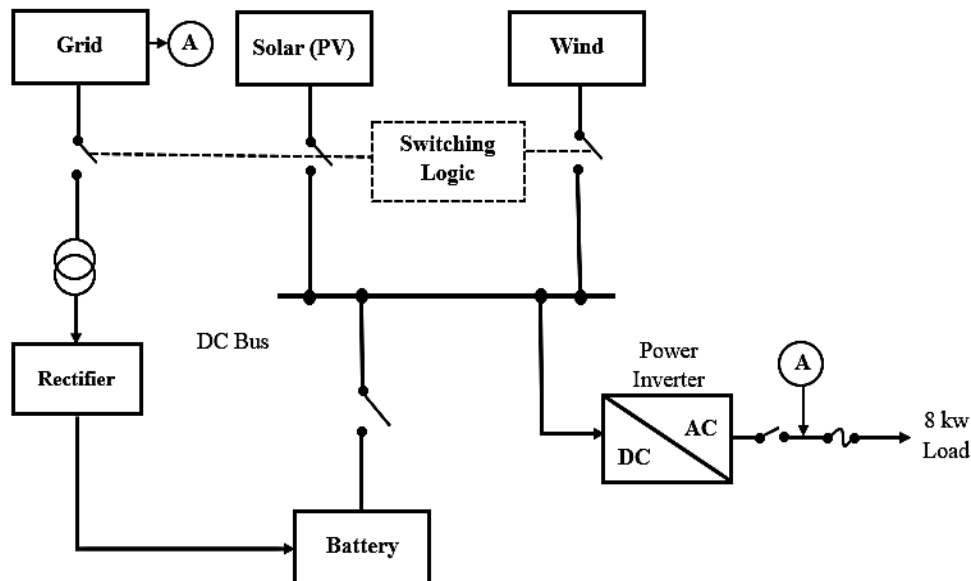 Grid
A
Solar (PV)
Wind
Switching
Logic
DC Bus
Rectifier
Power
Inverter
A
AC
DC
8 kw
Load
Battery